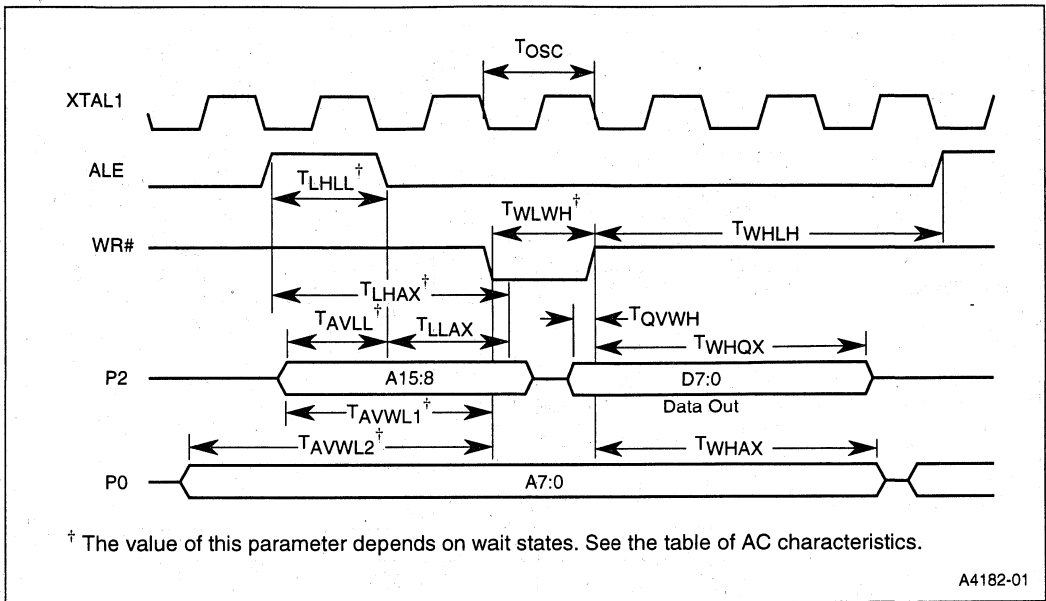 TOSC
XTAL1
ALE
TLHLL†
WR#
TWLWH†
TWHLH
TLHAX†
TAVLL†
TLLAX
TQVWH
TWHQX
P2
A15:8
D7:0
Data Out
TAVWL1†
TAVWL2†
TWHAX
P0
A7:0
† The value of this parameter depends on wait states. See the table of AC characteristics.
A4182-01